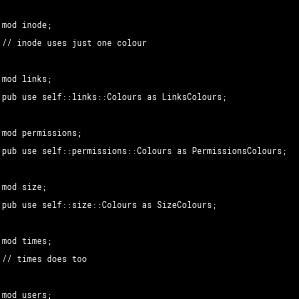 mod inode;
// inode uses just one colour
mod links;
pub use self::links::Colours as LinksColours;
mod permissions;
pub use self::permissions::Colours as PermissionsColours;
mod size;
pub use self::size::Colours as SizeColours;
mod times;
// times does too
mod users;